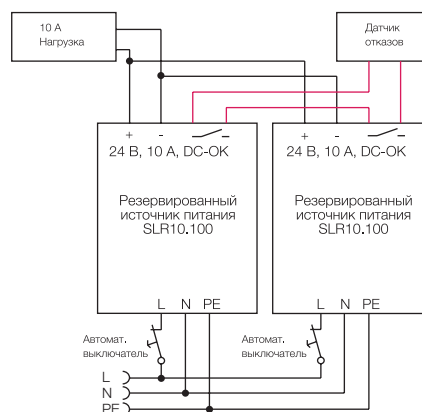 10 А
Нагрузка
Датчик
отказов
+ -
24 В, 10 А, DC-OK
Резервированный
источник питания
SLR10.100
L N PE
+ -
24 В, 10 А, DC-OK
Резервированный
источник питания
SLR10.100
L N PE
Автомат.
выключатель
Автомат.
выключатель
L
N
PE